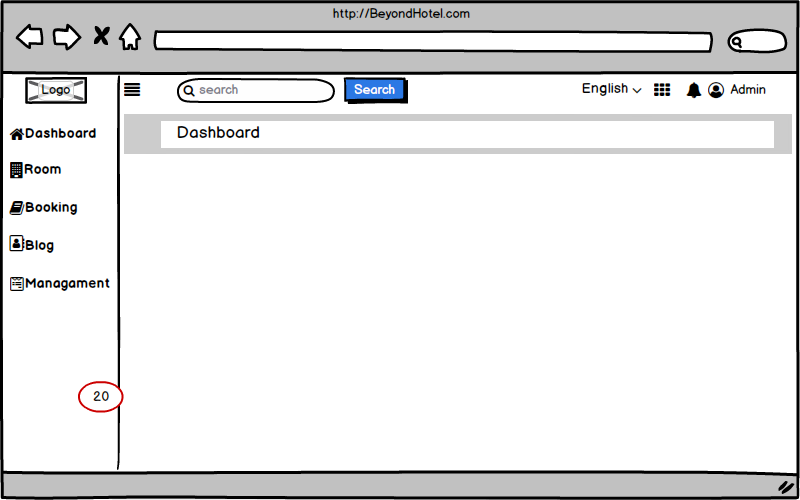 http://BeyondHotel.com
Logo
search
Search
English
Admin
Dashboard
Dashboard
Room
Booking
Blog
Managament
20